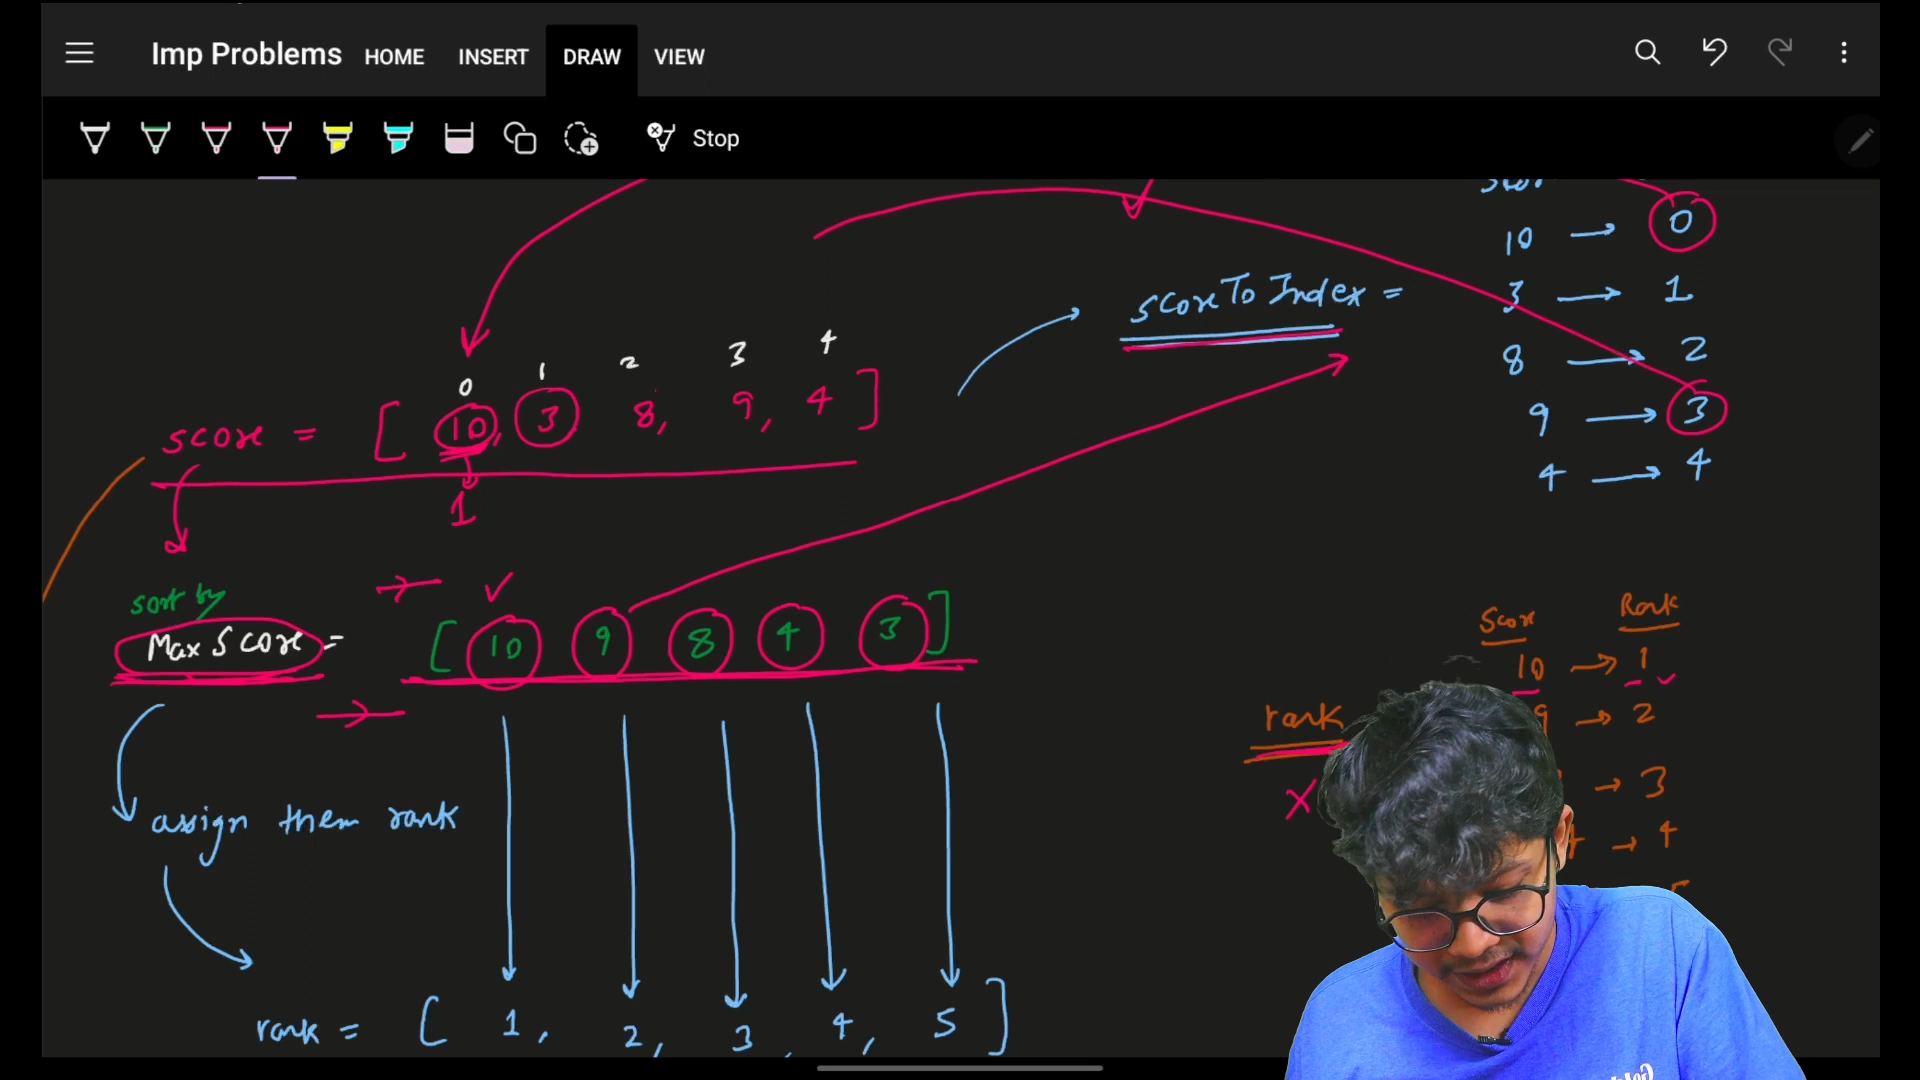 Imp Problems HOME INSERT DRAW VIEW
Stop
10 → 0
scoreToIndex = 3 → 1
8 → 2
9 → 3
4 → 4
0 1 2 3 4
score = [ 10, 3 8, 9, 4 ]
1
sort by
Max Score = [ 10 9 8 4 3 ]
Score Rank
10 → 1
rank 9 → 2
→ 3
4 → 4
assign them rank
rank = [ 1, 2, 3, 4, 5 ]